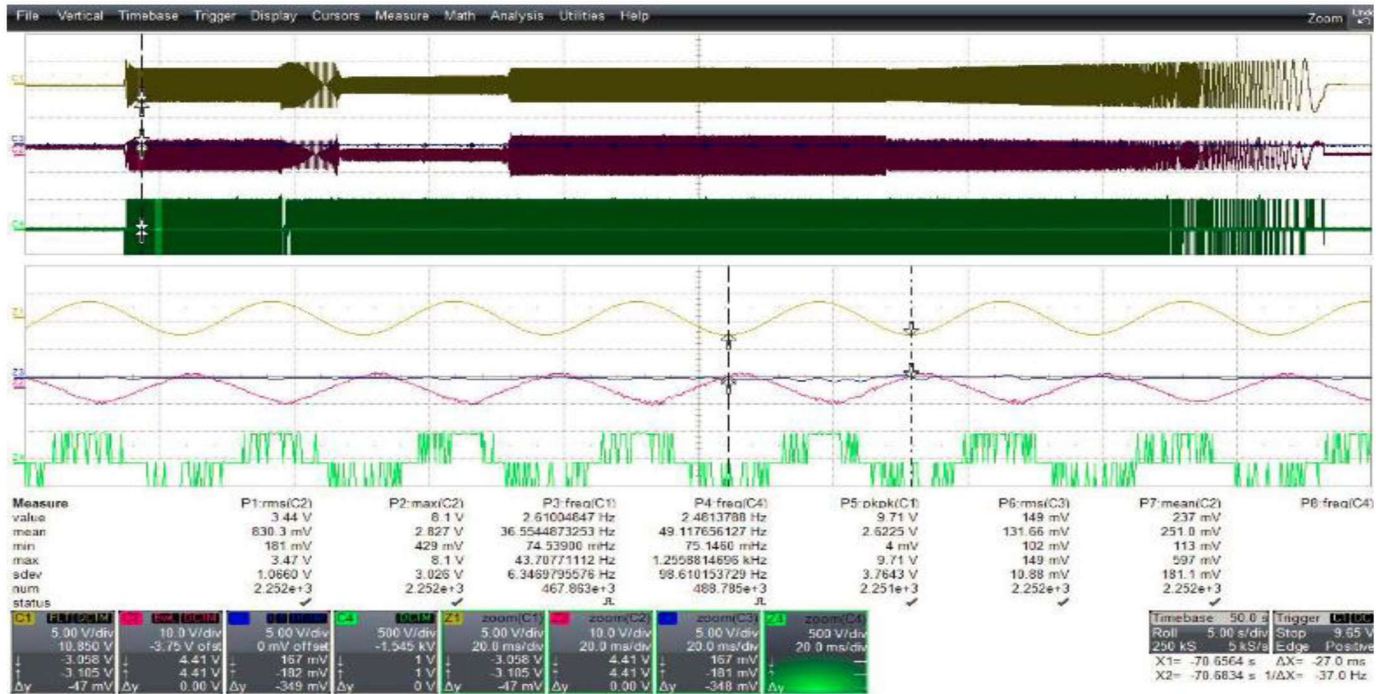 File Vertical Timebase Trigger Display Cursors Measure Math Analysis Utilities Help Zoom Undo
C1
C4
Measure P1:rms(C2) P2:max(C2) P3:freq(C1) P4:freq(C4) P5:pkpk(C1) P6:rms(C3) P7:mean(C2) P8:freq(C4)
value 3.44 V 8.1 V 2.61004847 Hz 2.4813788 Hz 9.71 V 149 mV 237 mV
mean 830.3 mV 2.827 V 36.5544873253 Hz 49.117656127 Hz 2.6225 V 131.66 mV 251.0 mV
min 181 mV 429 mV 74.53900 mHz 75.1460 mHz 4 mV 102 mV 113 mV
max 3.47 V 8.1 V 43.70771112 Hz 1.2558814696 kHz 9.71 V 149 mV 597 mV
sdev 1.0660 V 3.026 V 6.3469795576 Hz 98.610153729 Hz 3.7643 V 10.88 mV 181.1 mV
num 2.252e+3 2.252e+3 467.863e+3 488.785e+3 2.251e+3 2.252e+3 2.252e+3
status
C1 FLT DC1M C4 DC1M Z1 zoom(C1) zoom(C2) zoom(C3) Z4 zoom(C4) Timebase 50.0 s Trigger C1 DC
5.00 V/div 10.0 V/div 5.00 V/div 500 V/div 5.00 V/div 10.0 V/div 5.00 V/div 500 V/div Roll 5.00 s/div Stop 9.65 V
10.850 V -3.75 V ofst 0 mV offset -1.545 kV 20.0 ms/div 20.0 ms/div 20.0 ms/div 20.0 ms/div 250 kS 5 kS/s Edge Positive
-3.058 V 4.41 V 167 mV 1 V -3.058 V 4.41 V 167 mV X1= -70.6564 s ΔX= -27.0 ms
-3.105 V 4.41 V -182 mV 1 V -3.105 V 4.41 V -181 mV X2= -70.6834 s 1/ΔX= -37.0 Hz
Δy -47 mV Δy 0.00 V Δy -349 mV Δy 0 V Δy -47 mV Δy 0.00 V Δy -348 mV Δy